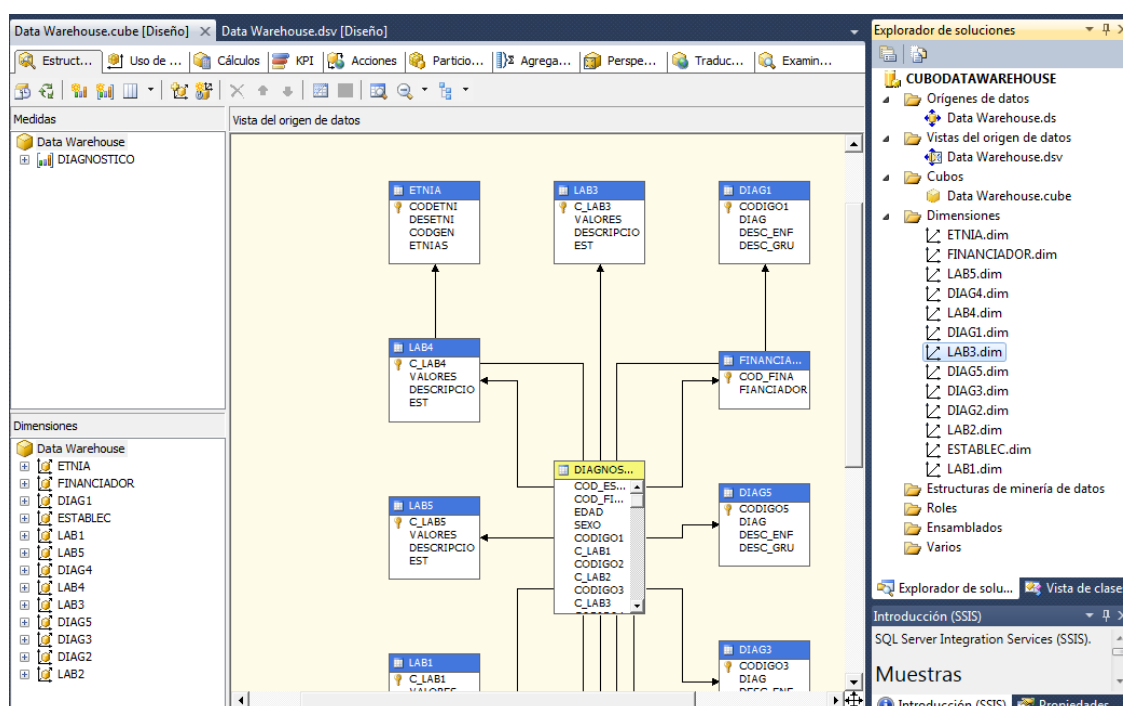 Data Warehouse.cube [Diseño]
Data Warehouse.dsv [Diseño]
Estruct...
Uso de ...
Cálculos
KPI
Acciones
Particio...
Agrega...
Perspe...
Traduc...
Examin...
Medidas
Data Warehouse
DIAGNOSTICO
Dimensiones
Data Warehouse
ETNIA
FINANCIADOR
DIAG1
ESTABLEC
LAB1
LAB5
DIAG4
LAB4
LAB3
DIAG5
DIAG3
DIAG2
LAB2
Vista del origen de datos
ETNIA
CODETNI
DESETNI
CODGEN
ETNIAS
LAB3
C_LAB3
VALORES
DESCRIPCIO
EST
DIAG1
CODIGO1
DIAG
DESC_ENF
DESC_GRU
LAB4
C_LAB4
VALORES
DESCRIPCIO
EST
FINANCIA...
COD_FINA
FIANCIADOR
DIAGNOS...
COD_ES...
COD_FI...
EDAD
SEXO
CODIGO1
C_LAB1
CODIGO2
C_LAB2
CODIGO3
C_LAB3
LAB5
C_LAB5
VALORES
DESCRIPCIO
EST
DIAG5
CODIGO5
DIAG
DESC_ENF
DESC_GRU
LAB1
C_LAB1
VALORES
DIAG3
CODIGO3
DIAG
DESC_ENF
Explorador de soluciones
CUBODATAWAREHOUSE
Orígenes de datos
Data Warehouse.ds
Vistas del origen de datos
Data Warehouse.dsv
Cubos
Data Warehouse.cube
Dimensiones
ETNIA.dim
FINANCIADOR.dim
LAB5.dim
DIAG4.dim
LAB4.dim
DIAG1.dim
LAB3.dim
DIAG5.dim
DIAG3.dim
DIAG2.dim
LAB2.dim
ESTABLEC.dim
LAB1.dim
Estructuras de minería de datos
Roles
Ensamblados
Varios
Explorador de solu...
Vista de clase
Introducción (SSIS)
SQL Server Integration Services (SSIS).
Muestras
Introducción (SSIS)
Propiedades